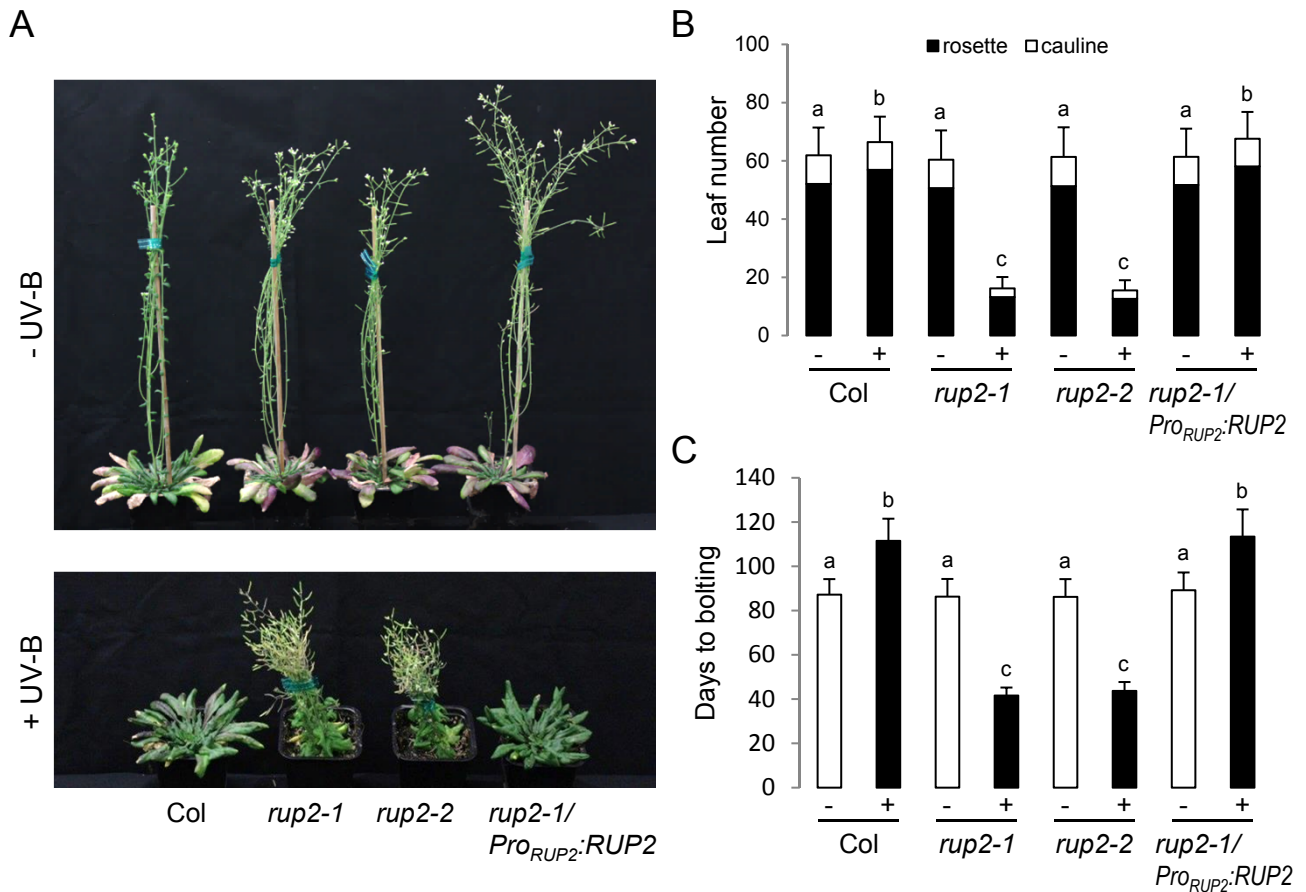 A
- UV-B
+ UV-B
Col rup2-1 rup2-2 rup2-1/
ProRUP2:RUP2
B
100
80
60
40
20
0
Leaf number
rosette cauline
a b a c a c a b
- + - + - + - +
Col rup2-1 rup2-2 rup2-1/
ProRUP2:RUP2
C
140
120
100
80
60
40
20
0
Days to bolting
a b a c a c a b
- + - + - + - +
Col rup2-1 rup2-2 rup2-1/
ProRUP2:RUP2